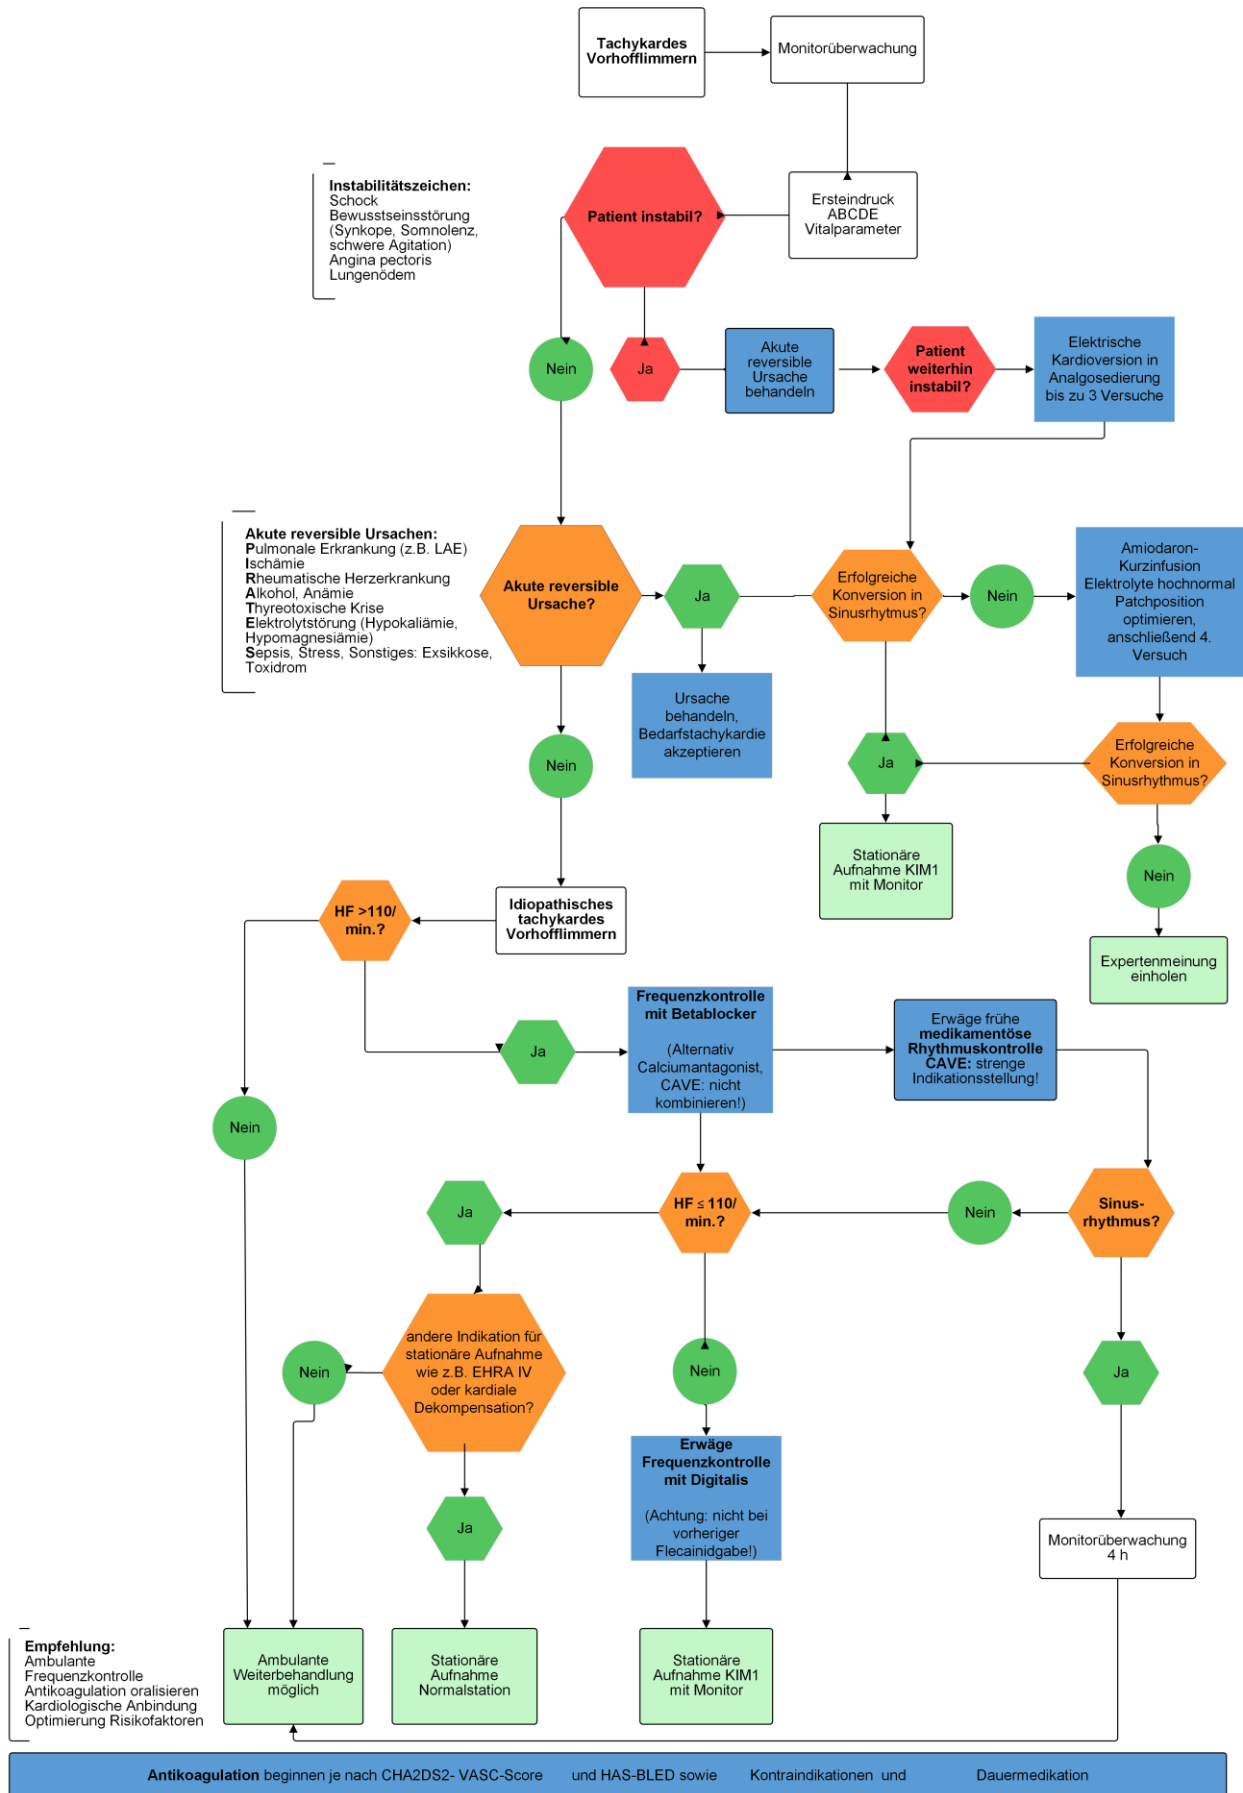 Tachykardes
Vorhofflimmern
Monitorüberwachung
Instabilitätszeichen:
Schock
Bewusstseinsstörung
(Synkope, Somnolenz,
schwere Agitation)
Angina pectoris
Lungenödem
Patient instabil?
Ersteindruck
ABCDE
Vitalparameter
Nein
Ja
Akute
reversible
Ursache
behandeln
Patient
weiterhin
instabil?
Elektrische
Kardioversion in
Analgosedierung
bis zu 3 Versuche
Akute reversible Ursachen:
Pulmonale Erkrankung (z.B. LAE)
Ischämie
Rheumatische Herzerkrankung
Alkohol, Anämie
Thyreotoxische Krise
Elektrolytstörung (Hypokaliämie,
Hypomagnesiämie)
Sepsis, Stress, Sonstiges: Exsikkose,
Toxidrom
Akute reversible
Ursache?
Ja
Erfolgreiche
Konversion in
Sinusrhytmus?
Nein
Amiodaron-
Kurzinfusion
Elektrolyte hochnormal
Patchposition
optimieren,
anschließend 4.
Versuch
Ursache
behandeln,
Bedarfstachykardie
akzeptieren
Nein
Ja
Erfolgreiche
Konversion in
Sinusrhythmus?
Stationäre
Aufnahme KIM1
mit Monitor
Nein
HF >110/
min.?
Idiopathisches
tachykardes
Vorhofflimmern
Expertenmeinung
einholen
Ja
Frequenzkontrolle
mit Betablocker
(Alternativ
Calciumantagonist,
CAVE: nicht
kombinieren!)
Erwäge frühe
medikamentöse
Rhythmuskontrolle
CAVE: strenge
Indikationsstellung!
Nein
Ja
HF ≤ 110/
min.?
Nein
Sinus-
rhythmus?
andere Indikation für
stationäre Aufnahme
wie z.B. EHRA IV
oder kardiale
Dekompensation?
Nein
Nein
Ja
Erwäge
Frequenzkontrolle
mit Digitalis
(Achtung: nicht bei
vorheriger
Flecainidgabe!)
Ja
Monitorüberwachung
4 h
Empfehlung:
Ambulante
Frequenzkontrolle
Antikoagulation oralisieren
Kardiologische Anbindung
Optimierung Risikofaktoren
Ambulante
Weiterbehandlung
möglich
Stationäre
Aufnahme
Normalstation
Stationäre
Aufnahme KIM1
mit Monitor
Antikoagulation beginnen je nach CHA2DS2- VASC-Score und HAS-BLED sowie Kontraindikationen und Dauermedikation